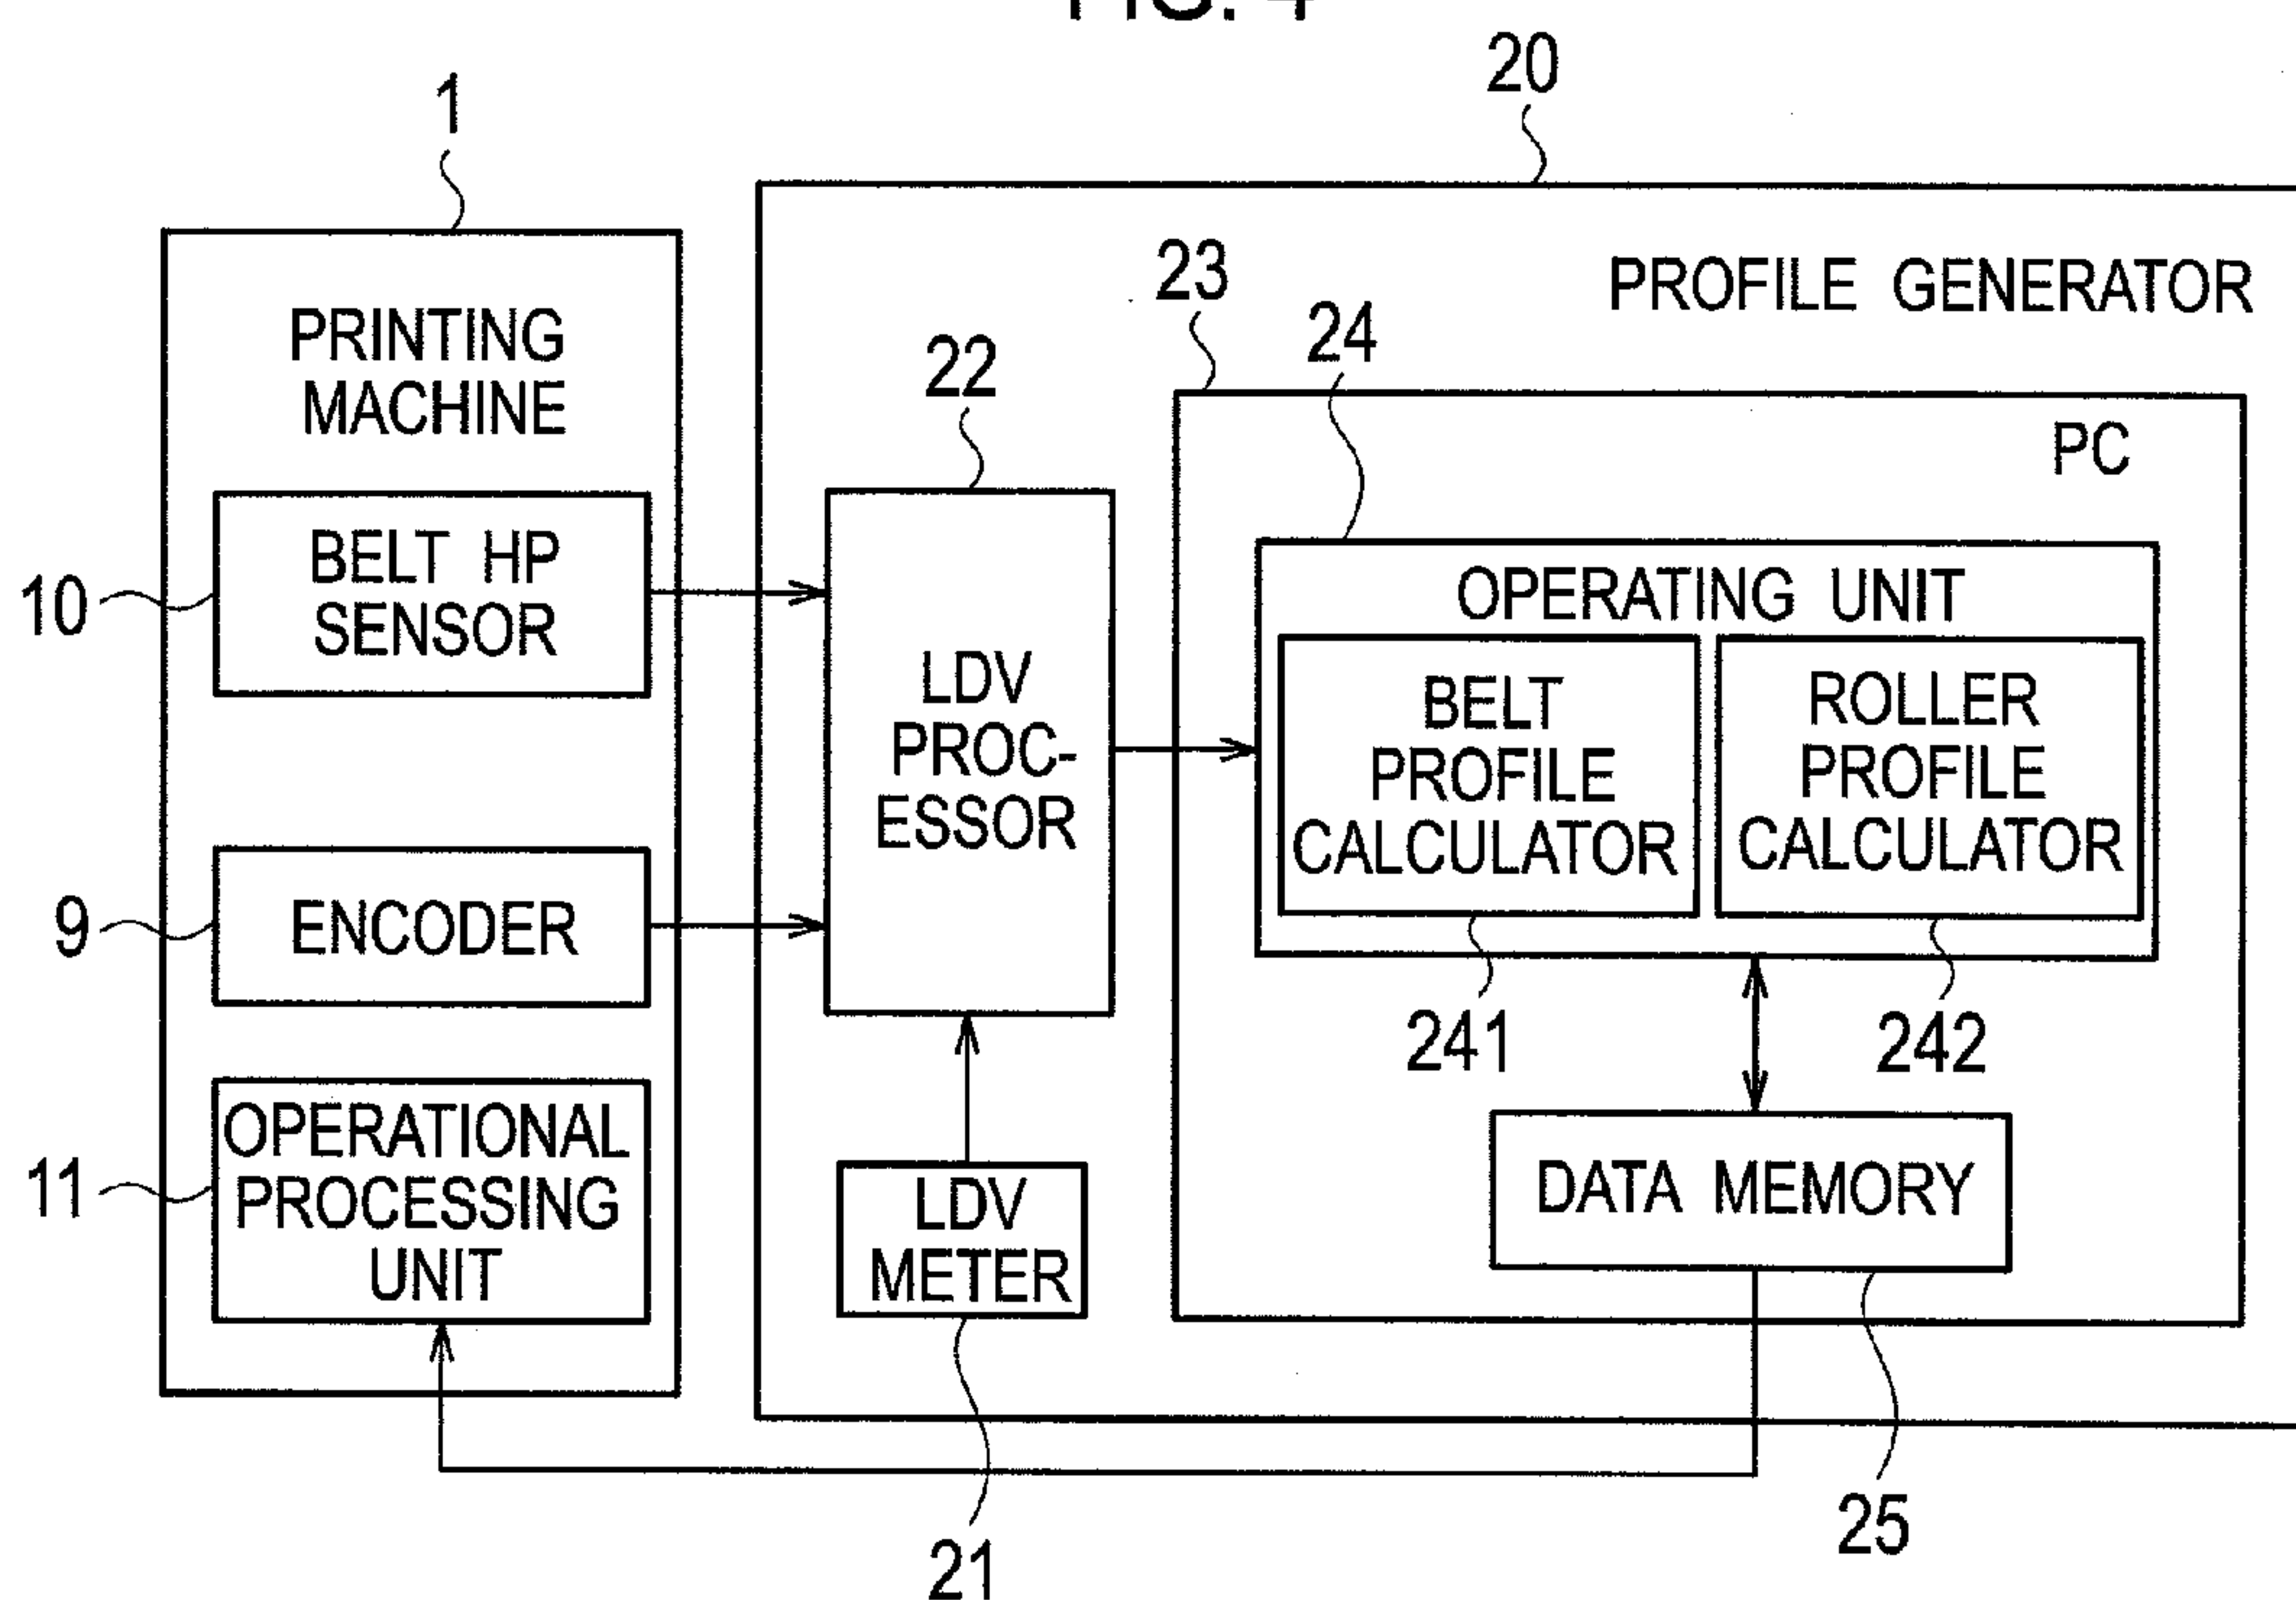 FIG. 4
1
20
PRINTING
MACHINE
10
BELT HP
SENSOR
9
ENCODER
11
OPERATIONAL
PROCESSING
UNIT
PROFILE GENERATOR
22
LDV
PROC-
ESSOR
LDV
METER
21
23
PC
24
OPERATING UNIT
BELT
PROFILE
CALCULATOR
241
ROLLER
PROFILE
CALCULATOR
242
DATA MEMORY
25